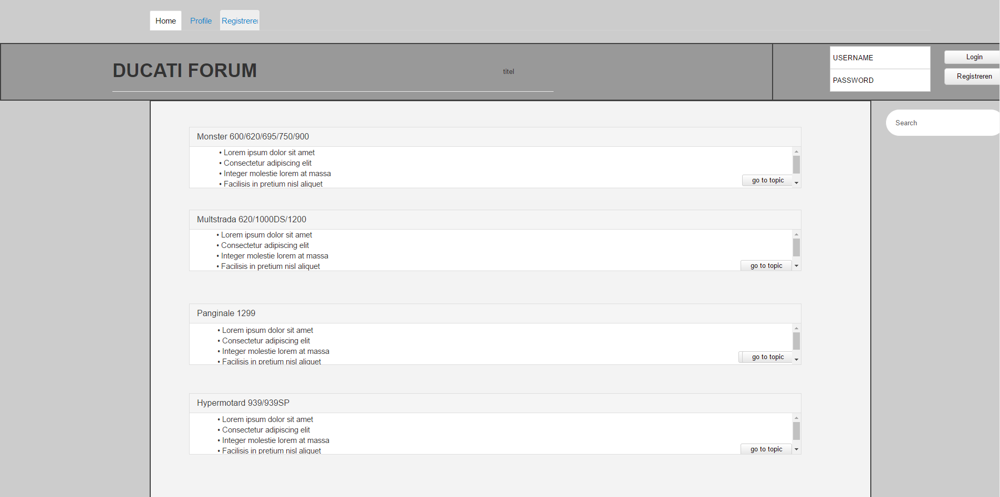 Home Profile Registreren
DUCATI FORUM
titel
USERNAME
PASSWORD
Login
Registreren
Search
Monster 600/620/695/750/900
• Lorem ipsum dolor sit amet
• Consectetur adipiscing elit
• Integer molestie lorem at massa
• Facilisis in pretium nisl aliquet
go to topic
Multstrada 620/1000DS/1200
• Lorem ipsum dolor sit amet
• Consectetur adipiscing elit
• Integer molestie lorem at massa
• Facilisis in pretium nisl aliquet
go to topic
Panginale 1299
• Lorem ipsum dolor sit amet
• Consectetur adipiscing elit
• Integer molestie lorem at massa
• Facilisis in pretium nisl aliquet
go to topic
Hypermotard 939/939SP
• Lorem ipsum dolor sit amet
• Consectetur adipiscing elit
• Integer molestie lorem at massa
• Facilisis in pretium nisl aliquet
go to topic